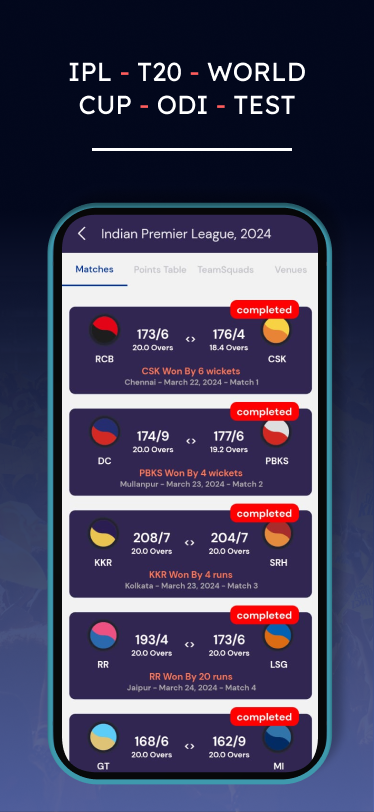 IPL - T20 - WORLD
CUP - ODI - TEST
Indian Premier League, 2024
Matches Points Table TeamSquads Venues
completed
173/6 <> 176/4
20.0 Overs 18.4 Overs
RCB CSK
CSK Won By 6 wickets
Chennai - March 22, 2024 - Match 1
completed
174/9 <> 177/6
20.0 Overs 19.2 Overs
DC PBKS
PBKS Won By 4 wickets
Mullanpur - March 23, 2024 - Match 2
completed
208/7 <> 204/7
20.0 Overs 20.0 Overs
KKR SRH
KKR Won By 4 runs
Kolkata - March 23, 2024 - Match 3
completed
193/4 <> 173/6
20.0 Overs 20.0 Overs
RR LSG
RR Won By 20 runs
Jaipur - March 24, 2024 - Match 4
completed
168/6 <> 162/9
20.0 Overs 20.0 Overs
GT MI